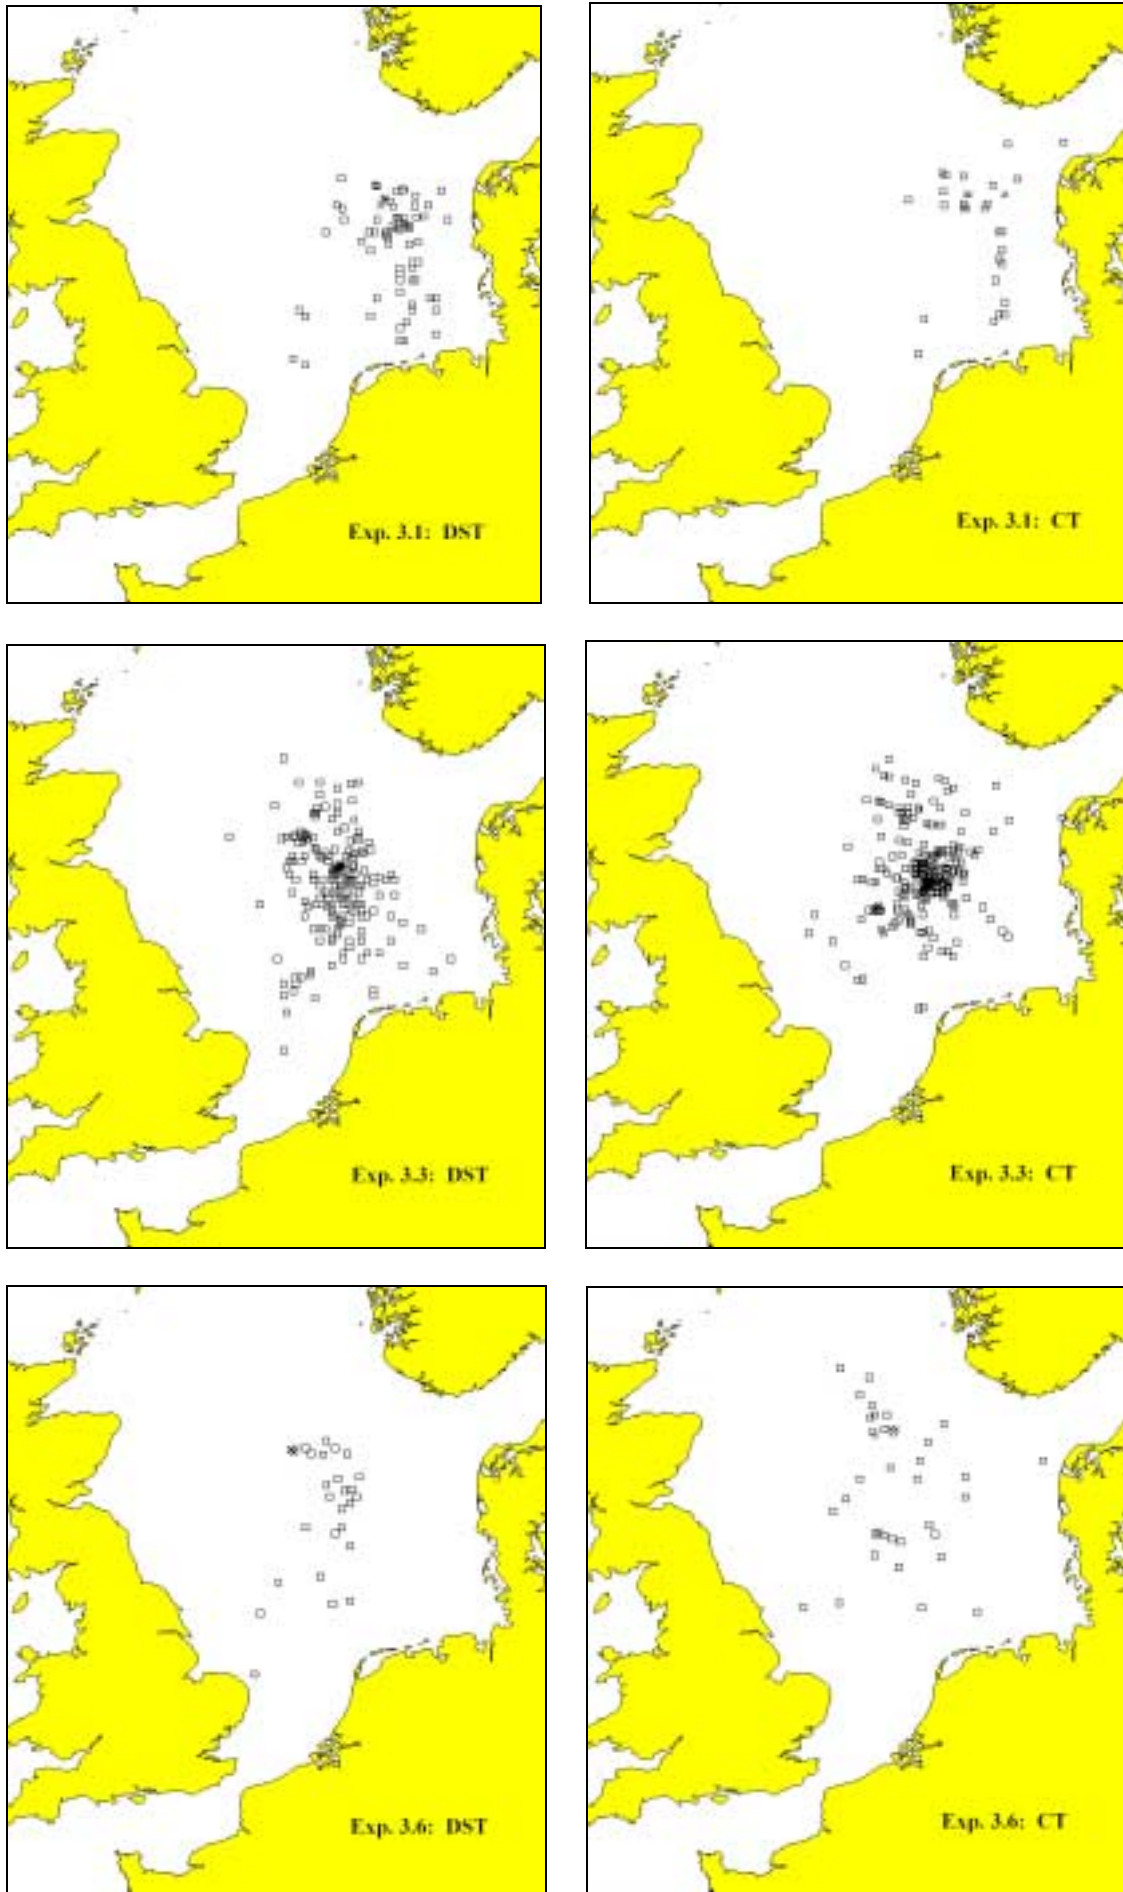 Exp. 3.1: DST
Exp. 3.1: CT
Exp. 3.3: DST
Exp. 3.3: CT
Exp. 3.6: DST
Exp. 3.6: CT